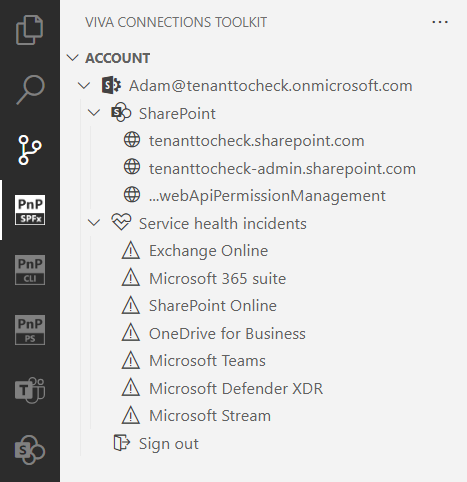 VIVA CONNECTIONS TOOLKIT
...
ACCOUNT
Adam@tenanttocheck.onmicrosoft.com
S
SharePoint
S
tenanttocheck.sharepoint.com
tenanttocheck-admin.sharepoint.com
...webApiPermissionManagement
Service health incidents
Exchange Online
Microsoft 365 suite
SharePoint Online
OneDrive for Business
Microsoft Teams
Microsoft Defender XDR
Microsoft Stream
Sign out
PnP
SPFx
PnP
CLI
PnP
PS
T
S